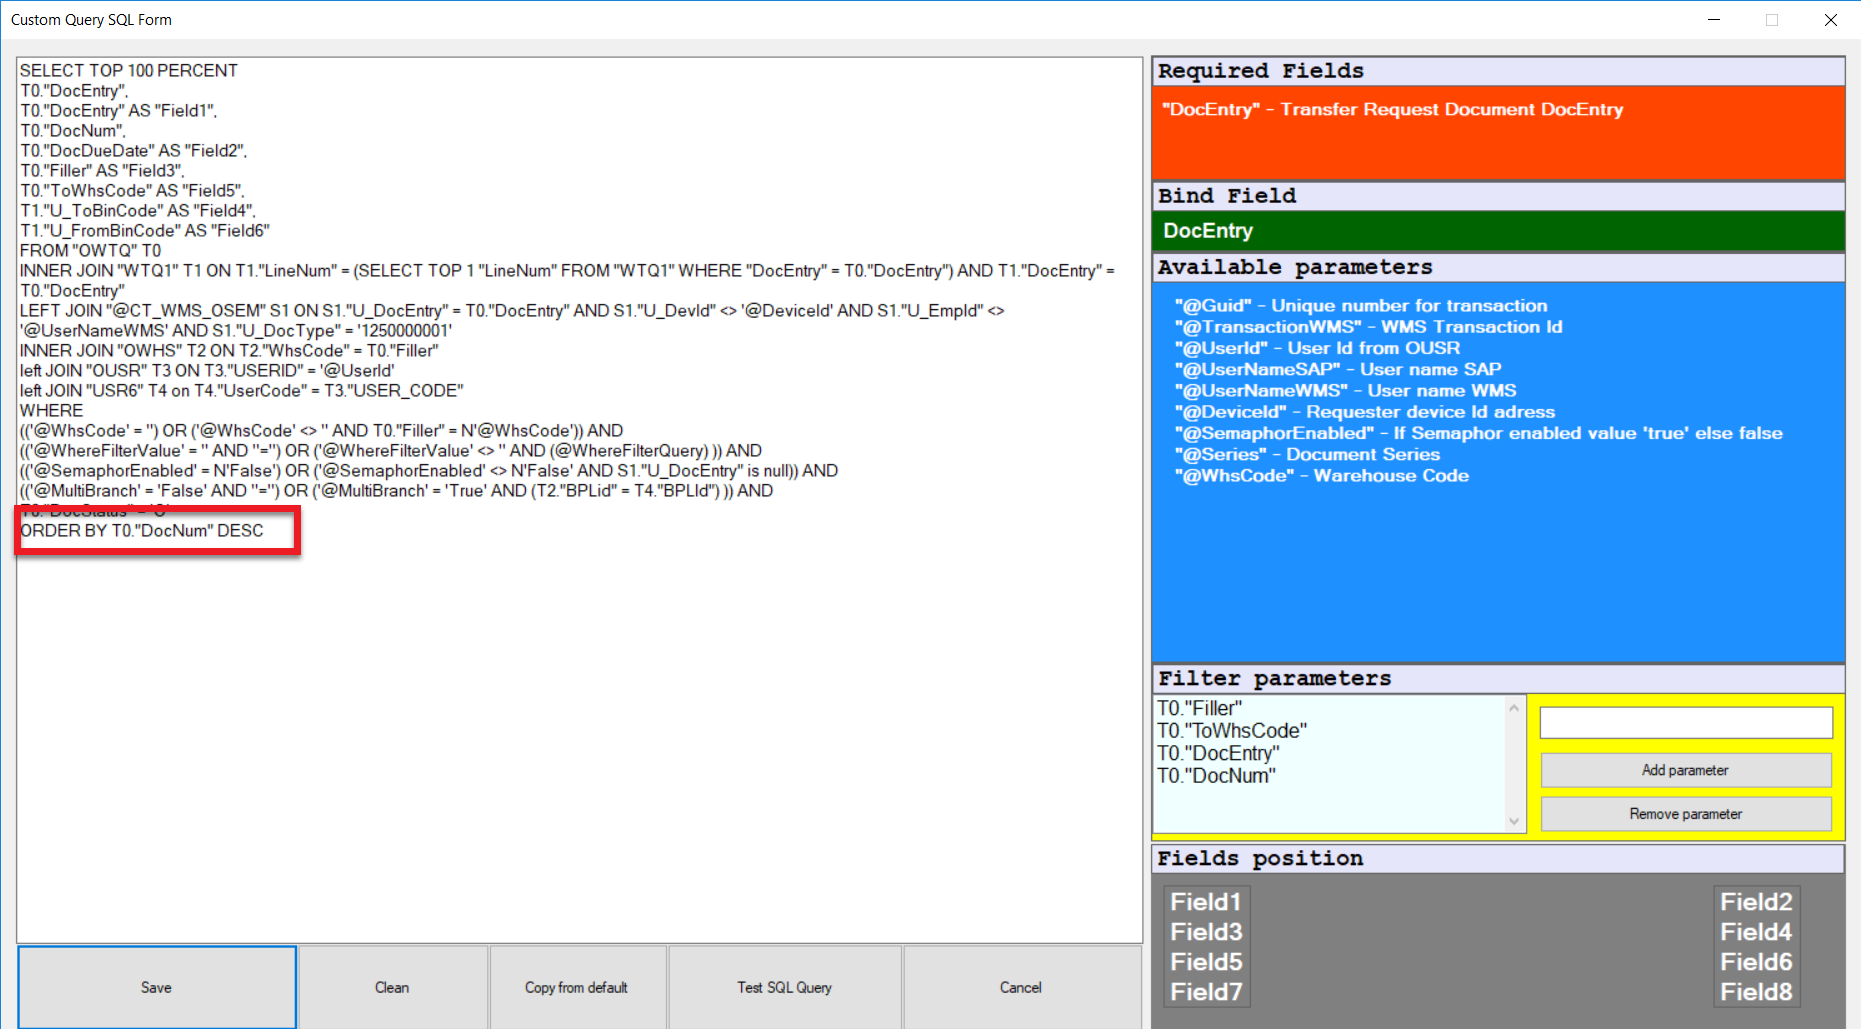 Custom Query SQL Form
SELECT TOP 100 PERCENT
T0."DocEntry",
T0."DocEntry" AS "Field1",
T0."DocNum",
T0."DocDueDate" AS "Field2",
T0."Filler" AS "Field3",
T0."ToWhsCode" AS "Field5",
T1."U_ToBinCode" AS "Field4",
T1."U_FromBinCode" AS "Field6"
FROM "OWTQ" T0
INNER JOIN "WTQ1" T1 ON T1."LineNum" = (SELECT TOP 1 "LineNum" FROM "WTQ1" WHERE "DocEntry" = T0."DocEntry") AND T1."DocEntry" =
T0."DocEntry"
LEFT JOIN "@CT_WMS_OSEM" S1 ON S1."U_DocEntry" = T0."DocEntry" AND S1."U_DevId" <> '@DeviceId' AND S1."U_EmpId" <>
'@UserNameWMS' AND S1."U_DocType" = '1250000001'
INNER JOIN "OWHS" T2 ON T2."WhsCode" = T0."Filler"
left JOIN "OUSR" T3 ON T3."USERID" = '@UserId'
left JOIN "USR6" T4 on T4."UserCode" = T3."USER_CODE"
WHERE
(('@WhsCode' = '') OR ('@WhsCode' <> '' AND T0."Filler" = N'@WhsCode')) AND
(('@WhereFilterValue' = '' AND ''='') OR ('@WhereFilterValue' <> '' AND (@WhereFilterQuery) )) AND
(('@SemaphorEnabled' = N'False') OR ('@SemaphorEnabled' <> N'False' AND S1."U_DocEntry" is null)) AND
(('@MultiBranch' = 'False' AND ''='') OR ('@MultiBranch' = 'True' AND (T2."BPLid" = T4."BPLId") )) AND
T0."DocStatus" = 'O'
ORDER BY T0."DocNum" DESC
Save
Clean
Copy from default
Test SQL Query
Cancel
Required Fields
"DocEntry" - Transfer Request Document DocEntry
Bind Field
DocEntry
Available parameters
"@Guid" - Unique number for transaction
"@TransactionWMS" - WMS Transaction Id
"@UserId" - User Id from OUSR
"@UserNameSAP" - User name SAP
"@UserNameWMS" - User name WMS
"@DeviceId" - Requester device Id adress
"@SemaphorEnabled" - If Semaphor enabled value 'true' else false
"@Series" - Document Series
"@WhsCode" - Warehouse Code
Filter parameters
T0."Filler"
T0."ToWhsCode"
T0."DocEntry"
T0."DocNum"
Add parameter
Remove parameter
Fields position
Field1
Field2
Field3
Field4
Field5
Field6
Field7
Field8